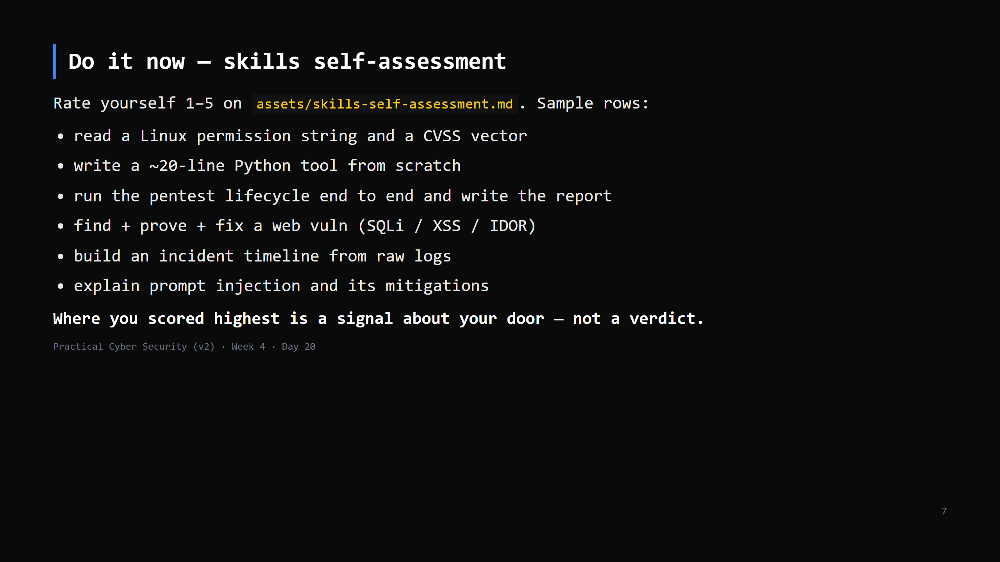 Do it now — skills self-assessment
Rate yourself 1–5 on assets/skills-self-assessment.md. Sample rows:
• read a Linux permission string and a CVSS vector
• write a ~20-line Python tool from scratch
• run the pentest lifecycle end to end and write the report
• find + prove + fix a web vuln (SQLi / XSS / IDOR)
• build an incident timeline from raw logs
• explain prompt injection and its mitigations
Where you scored highest is a signal about your door — not a verdict.
Practical Cyber Security (v2) · Week 4 · Day 20
7